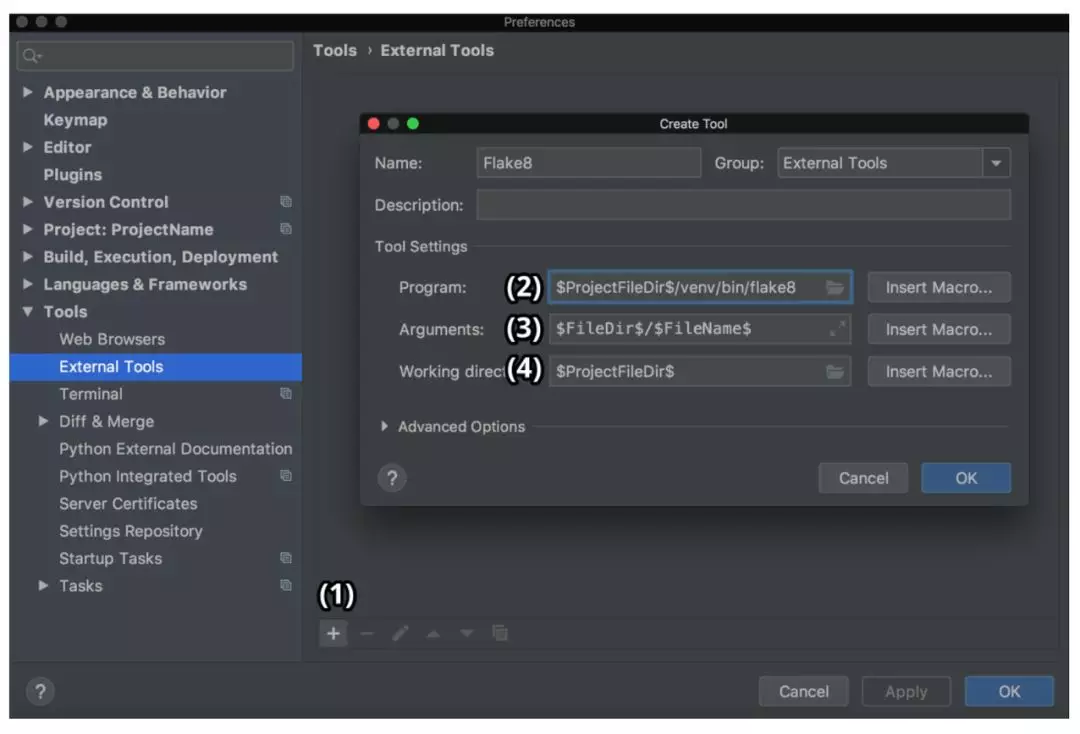 Preferences
Tools › External Tools
Appearance & Behavior
Keymap
Editor
Plugins
Version Control
Project: ProjectName
Build, Execution, Deployment
Languages & Frameworks
Tools
Web Browsers
External Tools
Terminal
Diff & Merge
Python External Documentation
Python Integrated Tools
Server Certificates
Settings Repository
Startup Tasks
Tasks
Create Tool
Name: Flake8 Group: External Tools
Description:
Tool Settings
Program: (2) $ProjectFileDir$/venv/bin/flake8 Insert Macro...
Arguments: (3) $FileDir$/$FileName$ Insert Macro...
Working direct (4) $ProjectFileDir$ Insert Macro...
Advanced Options
? Cancel OK
(1)
+
? Cancel Apply OK